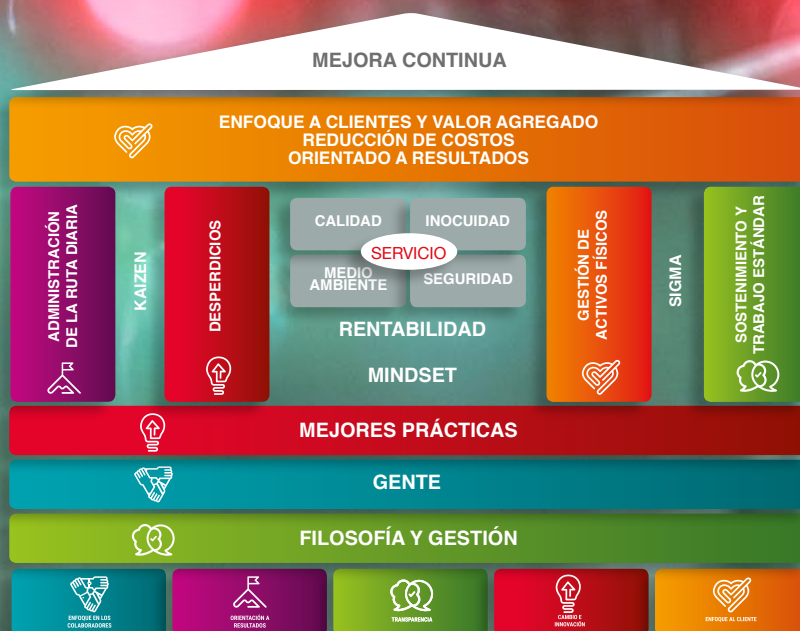 MEJORA CONTINUA
ENFOQUE A CLIENTES Y VALOR AGREGADO
REDUCCIÓN DE COSTOS
ORIENTADO A RESULTADOS
ADMINISTRACIÓN
DE LA RUTA DIARIA
KAIZEN
DESPERDICIOS
CALIDAD
INOCUIDAD
SERVICIO
MEDIO
AMBIENTE
SEGURIDAD
RENTABILIDAD
MINDSET
GESTIÓN DE
ACTIVOS FÍSICOS
SIGMA
SOSTENIMIENTO Y
TRABAJO ESTÁNDAR
MEJORES PRÁCTICAS
GENTE
FILOSOFÍA Y GESTIÓN
ENFOQUE EN LOS
COLABORADORES
ORIENTACIÓN A
RESULTADOS
TRANSPARENCIA
CAMBIO E
INNOVACIÓN
ENFOQUE AL CLIENTE